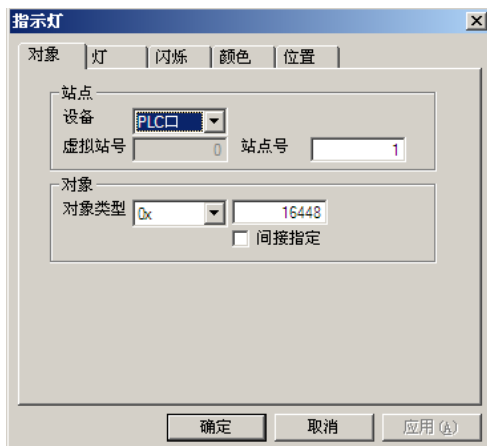 指示灯
对象 灯 闪烁 颜色 位置
站点
设备 PLC口
虚拟站号 0 站点号 1
对象
对象类型 0x 16448
间接指定
确定 取消 应用(A)